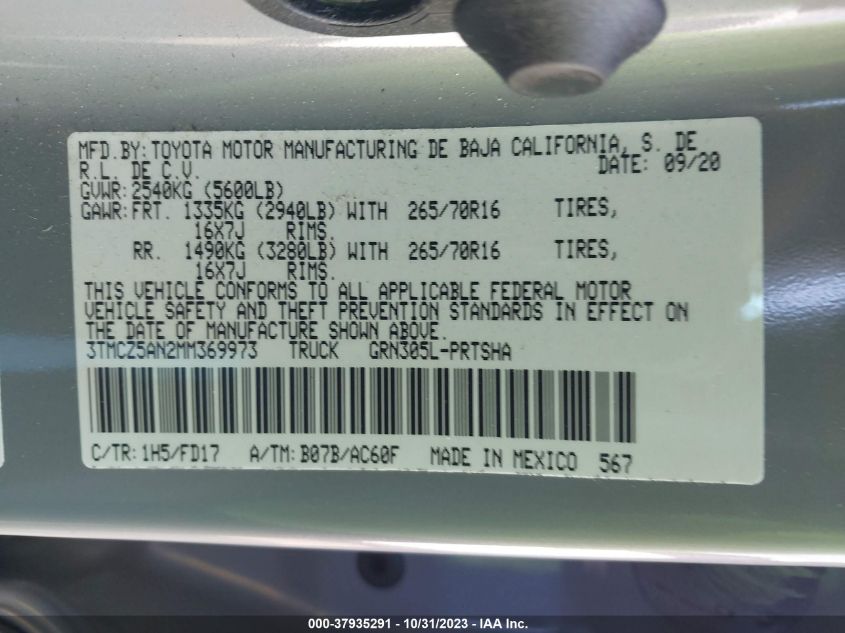 MFD.BY:TOYOTA MOTOR MANUFACTURING DE BAJA CALIFORNIA, S. DE
R.L. DE C.V. DATE: 09/20
GVWR:2540KG (5600LB)
GAWR:FRT. 1335KG (2940LB) WITH 265/70R16 TIRES,
16X7J RIMS.
RR. 1490KG (3280LB) WITH 265/70R16 TIRES,
16X7J RIMS.
THIS VEHICLE CONFORMS TO ALL APPLICABLE FEDERAL MOTOR
VEHICLE SAFETY AND THEFT PREVENTION STANDARDS IN EFFECT ON
THE DATE OF MANUFACTURE SHOWN ABOVE.
3TMCZ5AN2MM369973 TRUCK GRN305L-PRTSHA
C/TR:1H5/FD17 A/TM:B07B/AC60F MADE IN MEXICO 567
000-37935291 - 10/31/2023 - IAA Inc.